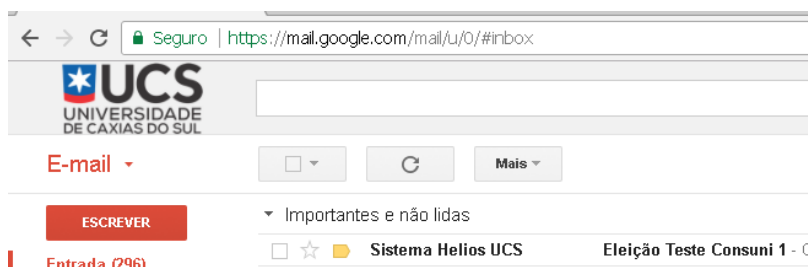 Seguro | https://mail.google.com/mail/u/0/#inbox
UCS
UNIVERSIDADE
DE CAXIAS DO SUL
E-mail
Mais
ESCREVER
Importantes e não lidas
Sistema Helios UCS Eleição Teste Consuni 1 -
Entrada (296)